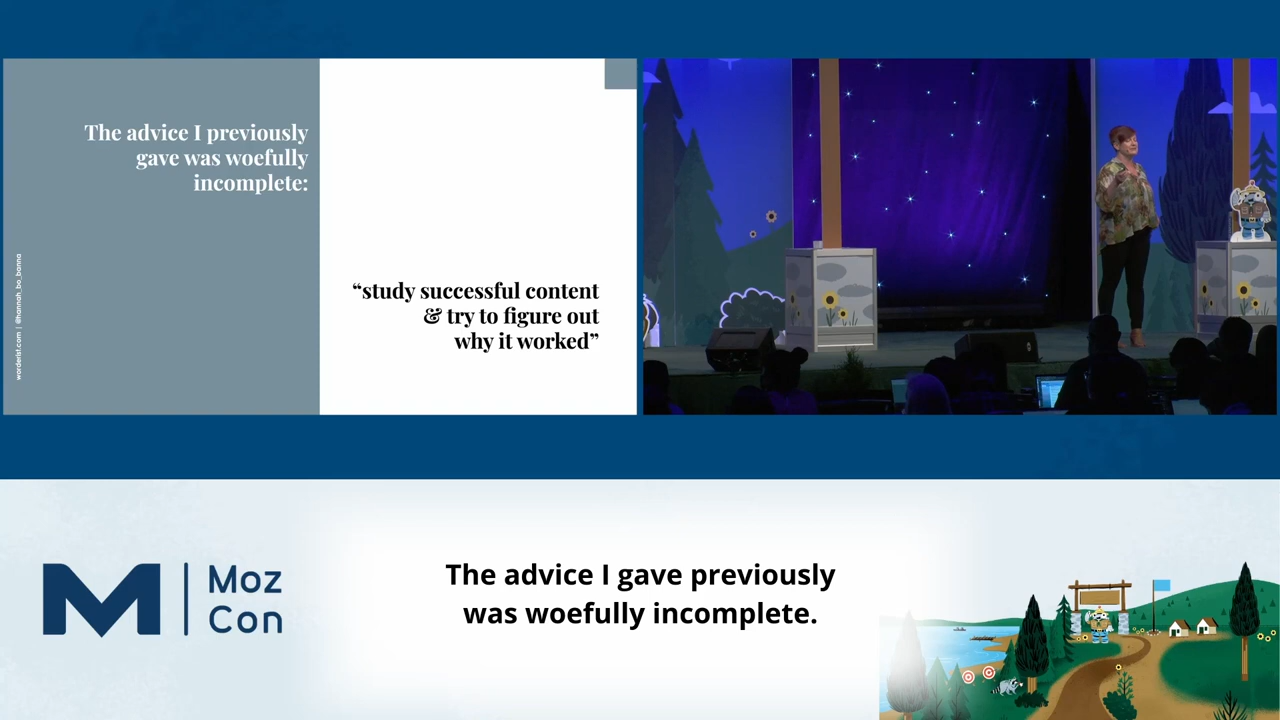 The advice I previously
gave was woefully
incomplete:
worderist.com | @hannah_bo_banna
“study successful content
& try to figure out
why it worked”
Moz
Con
The advice I gave previously
was woefully incomplete.